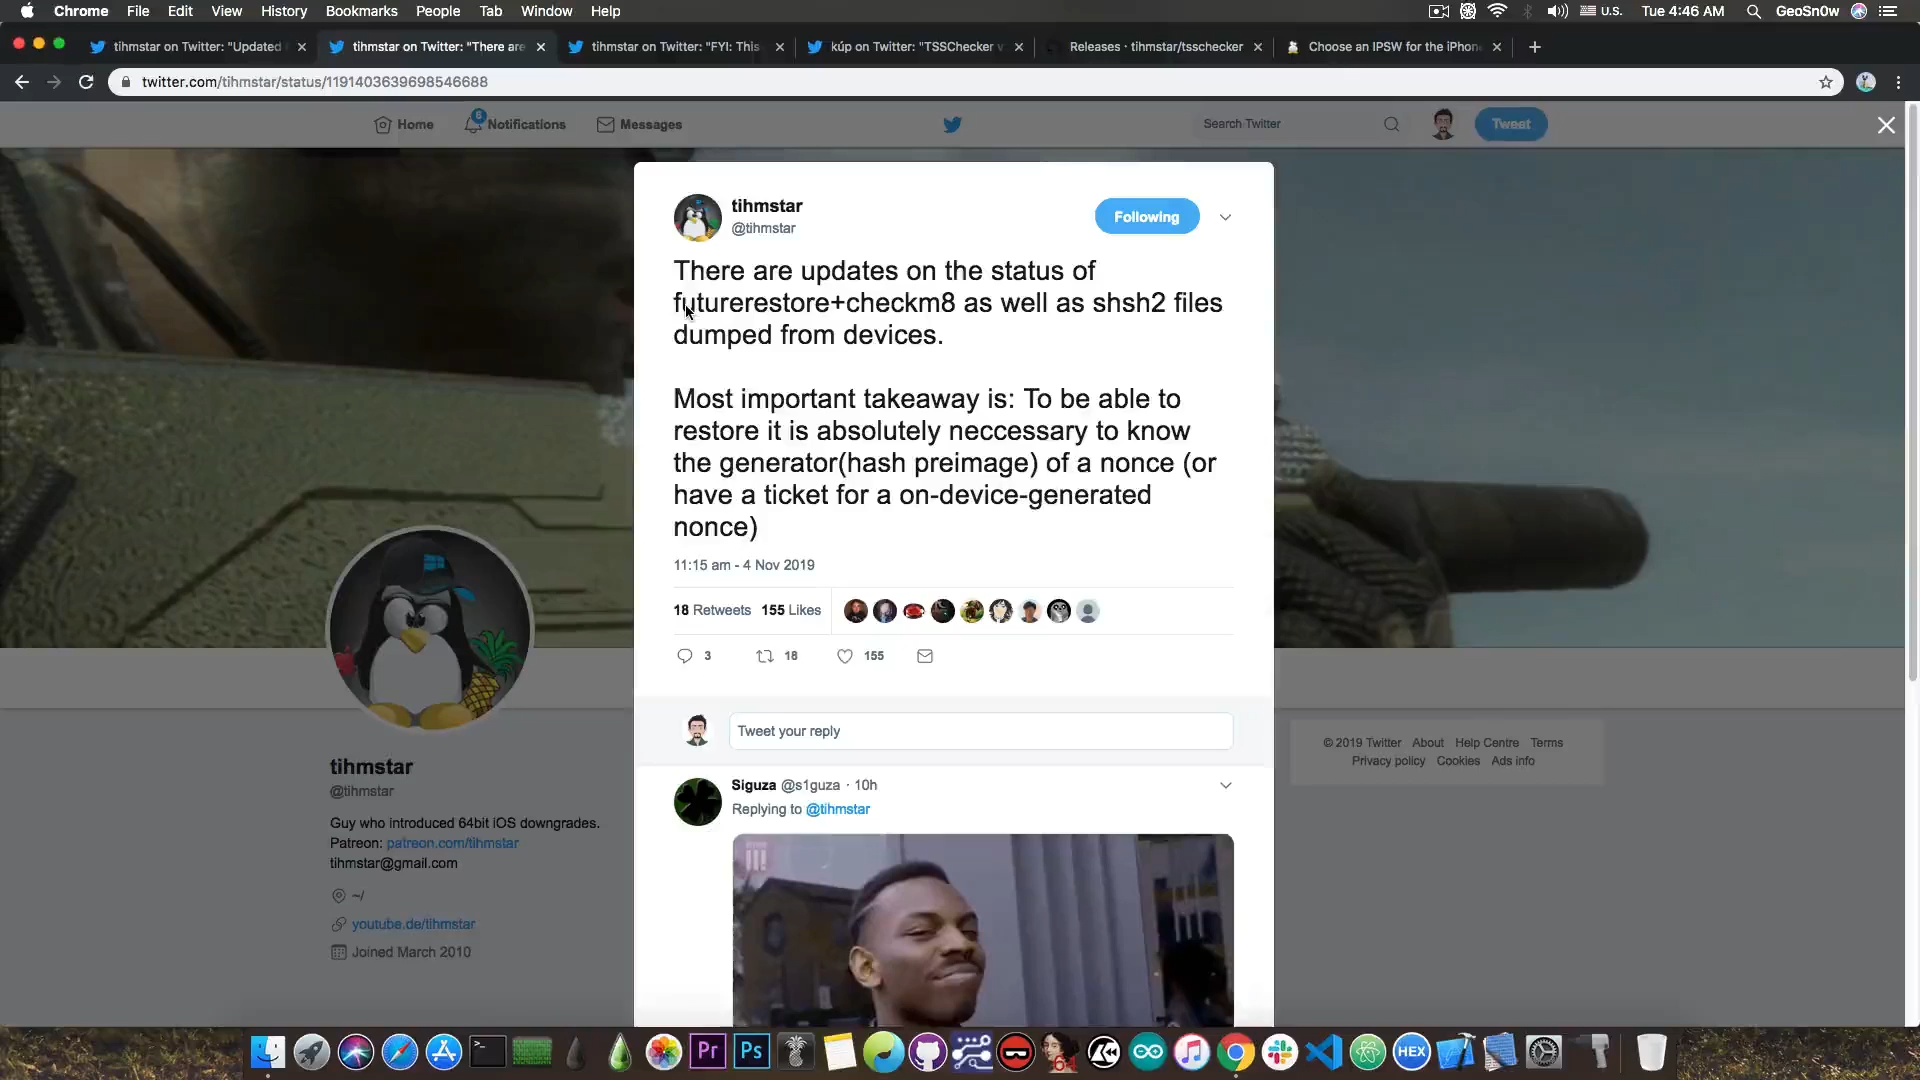 Chrome File Edit View History Bookmarks People Tab Window Help U.S. Tue 4:46 AM GeoSn0w
tihmstar on Twitter: "Updated tihmstar on Twitter: "There are tihmstar on Twitter: "FYI: This kúp on Twitter: "TSSChecker v Releases · tihmstar/tsschecker Choose an IPSW for the iPhon
twitter.com/tihmstar/status/1191403639698546688
Home 6 Notifications Messages Search Twitter Tweet
tihmstar
@tihmstar
Following
There are updates on the status of
futurerestore+checkm8 as well as shsh2 files
dumped from devices.
Most important takeaway is: To be able to
restore it is absolutely neccessary to know
the generator(hash preimage) of a nonce (or
have a ticket for a on-device-generated
nonce)
11:15 am - 4 Nov 2019
18 Retweets 155 Likes
3 18 155
Tweet your reply
Siguza @s1guza · 10h
Replying to @tihmstar
tihmstar
@tihmstar
Guy who introduced 64bit iOS downgrades.
Patreon: patreon.com/tihmstar
tihmstar@gmail.com
~/
youtube.de/tihmstar
Joined March 2010
© 2019 Twitter About Help Centre Terms
Privacy policy Cookies Ads info
Pr Ps 64 HEX